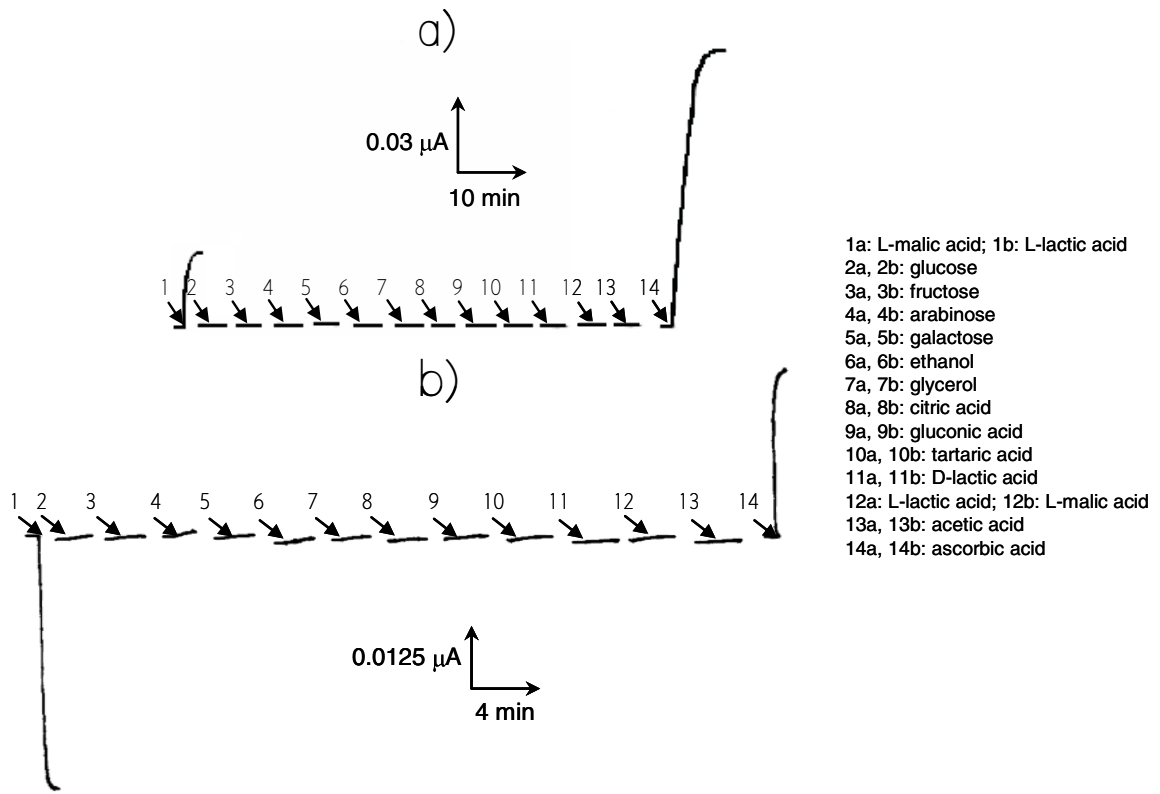 a)
0.03 μA
10 min
1 2 3 4 5 6 7 8 9 10 11 12 13 14
b)
1 2 3 4 5 6 7 8 9 10 11 12 13 14
0.0125 μA
4 min
1a: L-malic acid; 1b: L-lactic acid
2a, 2b: glucose
3a, 3b: fructose
4a, 4b: arabinose
5a, 5b: galactose
6a, 6b: ethanol
7a, 7b: glycerol
8a, 8b: citric acid
9a, 9b: gluconic acid
10a, 10b: tartaric acid
11a, 11b: D-lactic acid
12a: L-lactic acid; 12b: L-malic acid
13a, 13b: acetic acid
14a, 14b: ascorbic acid